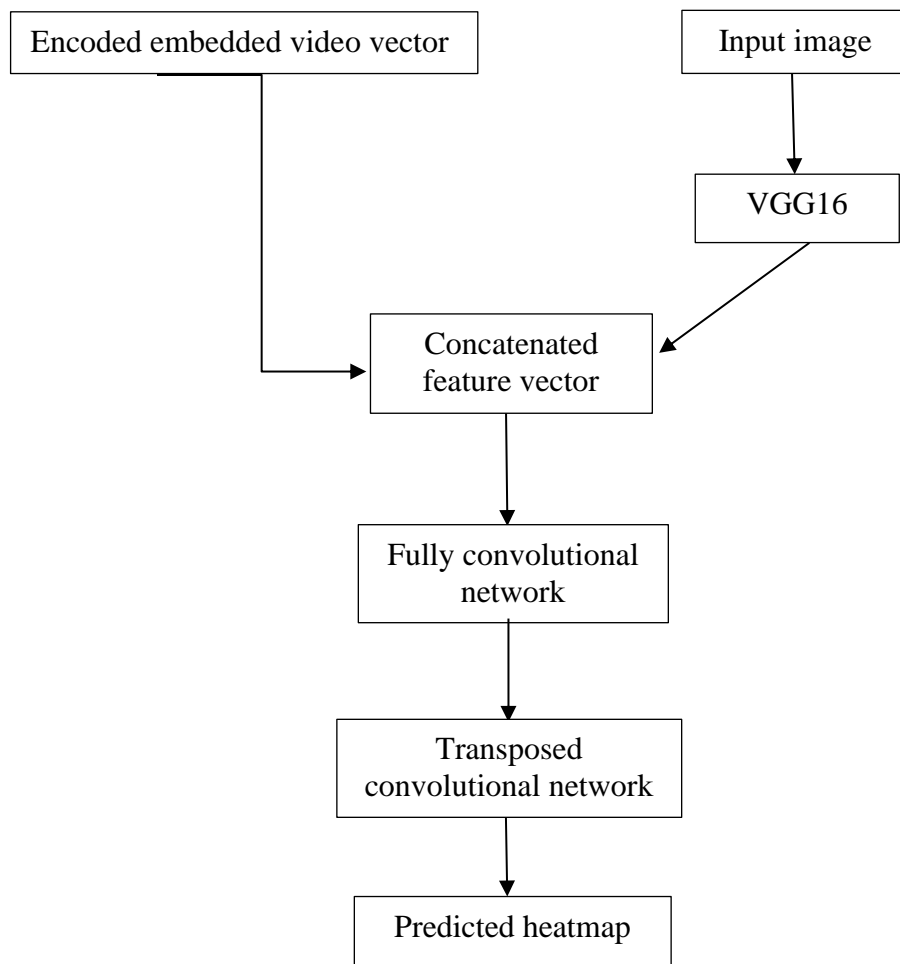 Encoded embedded video vector
Input image
VGG16
Concatenated
feature vector
Fully convolutional
network
Transposed
convolutional network
Predicted heatmap